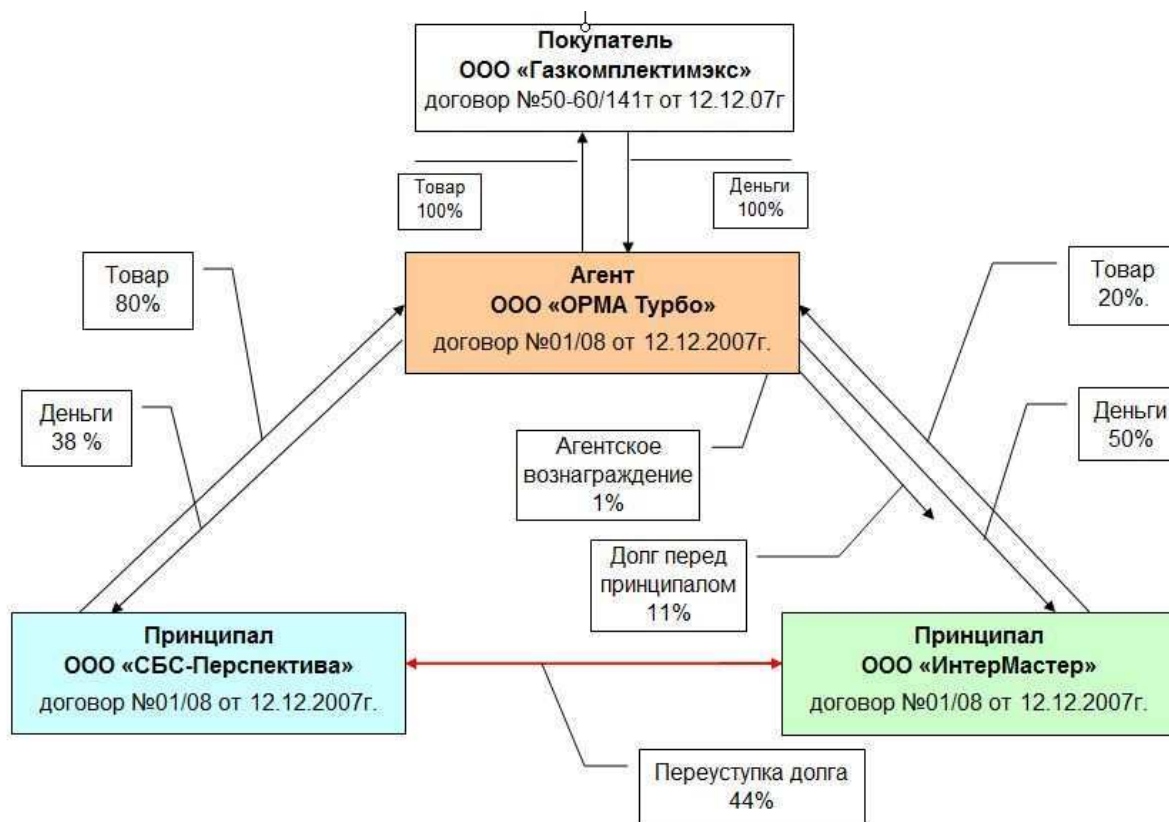 Покупатель
ООО «Газкомплектимэкс»
договор №50-60/141т от 12.12.07г
Товар
100%
Деньги
100%
Товар
80%
Агент
ООО «ОРМА Турбо»
договор №01/08 от 12.12.2007г.
Товар
20%.
Деньги
38 %
Агентское
вознаграждение
1%
Деньги
50%
Долг перед
принципалом
11%
Принципал
ООО «СБС-Перспектива»
договор №01/08 от 12.12.2007г.
Принципал
ООО «ИнтерМастер»
договор №01/08 от 12.12.2007г.
Переуступка долга
44%